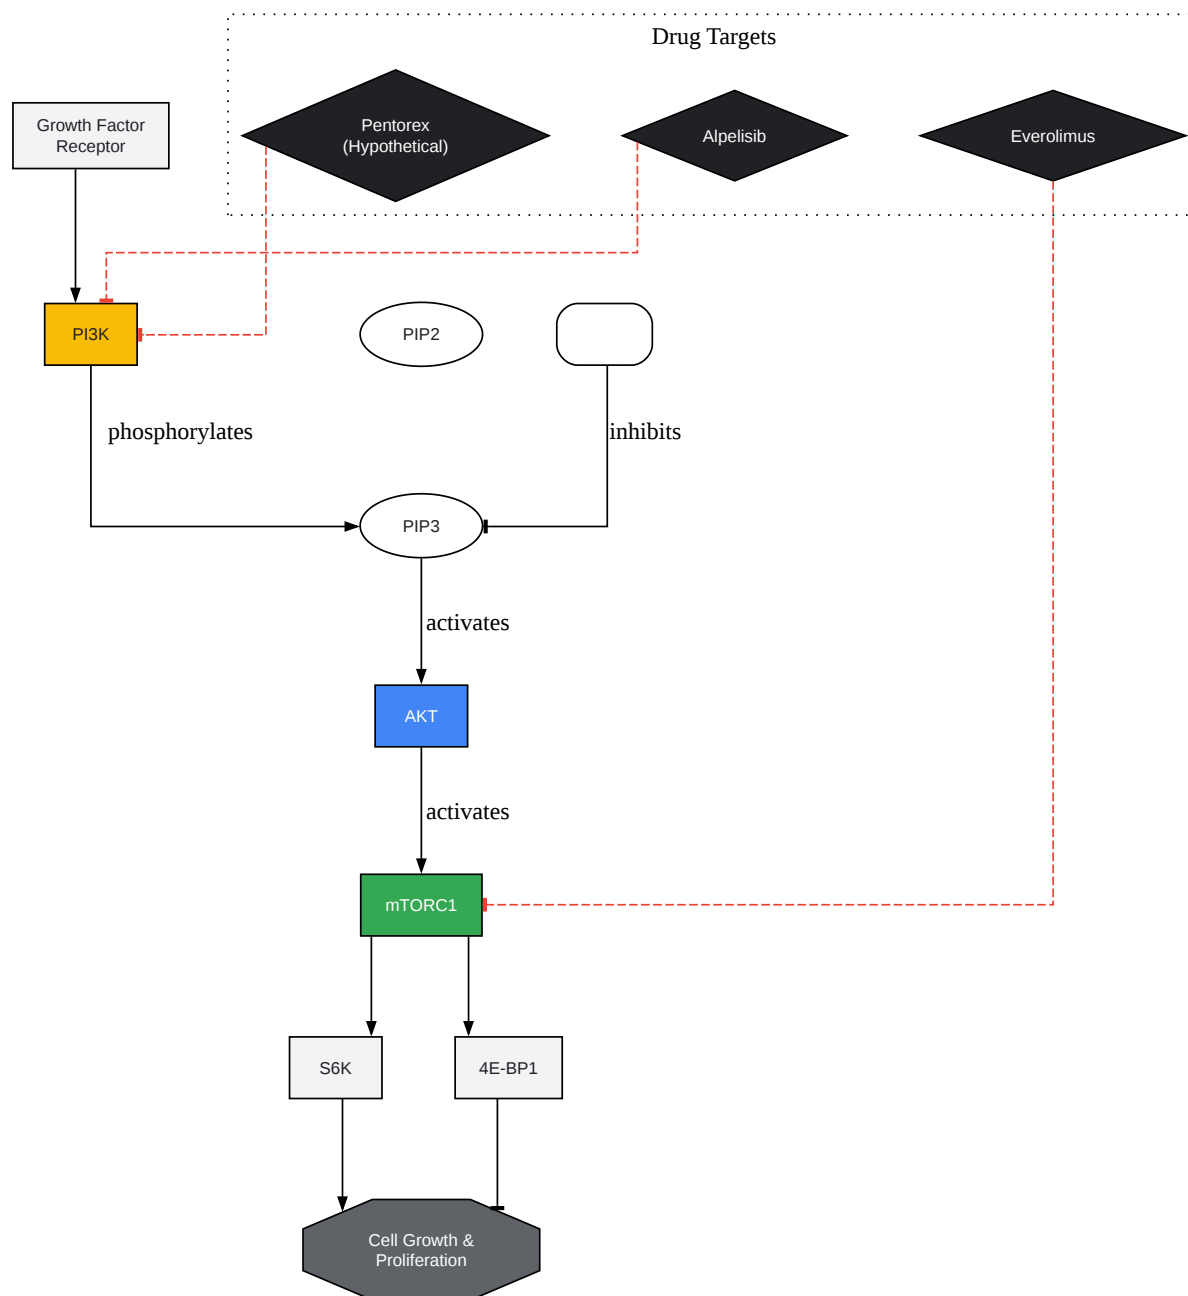 Drug Targets
Growth Factor
Receptor
Pentorex
(Hypothetical)
Alpelisib
Everolimus
PI3K
PIP2
phosphorylates
inhibits
PIP3
activates
AKT
activates
mTORC1
S6K
4E-BP1
Cell Growth &
Proliferation